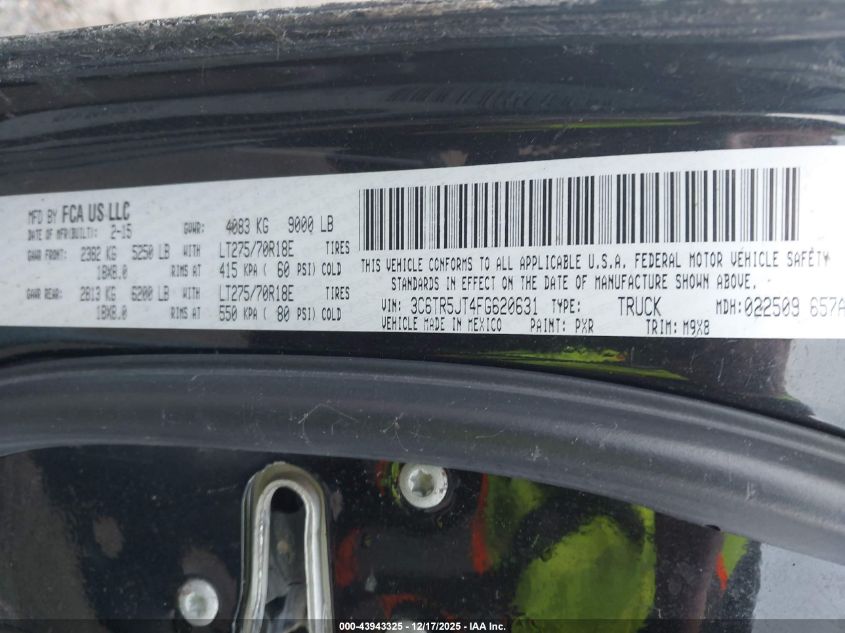 MFD BY FCA US LLC
DATE OF MFR(BUILT): 2-15 GVWR: 4083 KG 9000 LB
GAWR FRONT: 2382 KG 5250 LB WITH LT275/70R18E TIRES
18X8.0 RIMS AT 415 KPA ( 60 PSI) COLD
GAWR REAR: 2813 KG 6200 LB WITH LT275/70R18E TIRES
18X8.0 RIMS AT 550 KPA ( 80 PSI) COLD
THIS VEHICLE CONFORMS TO ALL APPLICABLE U.S.A. FEDERAL MOTOR VEHICLE SAFETY
STANDARDS IN EFFECT ON THE DATE OF MANUFACTURE SHOWN ABOVE.
VIN: 3C6TR5JT4FG620631 TYPE: TRUCK MDH: 022509 657A
VEHICLE MADE IN MEXICO PAINT: PXR TRIM: M9X8
000-43943325 - 12/17/2025 - IAA Inc.